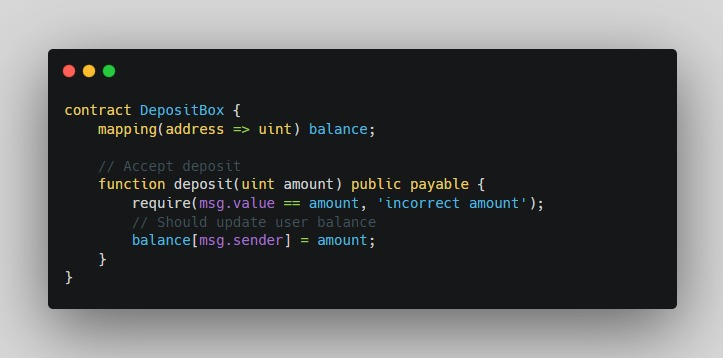 contract DepositBox {
    mapping(address => uint) balance;
    // Accept deposit
    function deposit(uint amount) public payable {
        require(msg.value == amount, 'incorrect amount');
        // Should update user balance
        balance[msg.sender] = amount;
    }
}